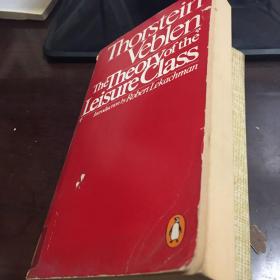 Thorstein
Veblen
The Theory of the
Leisure Class
Introduction by Robert Lekachman